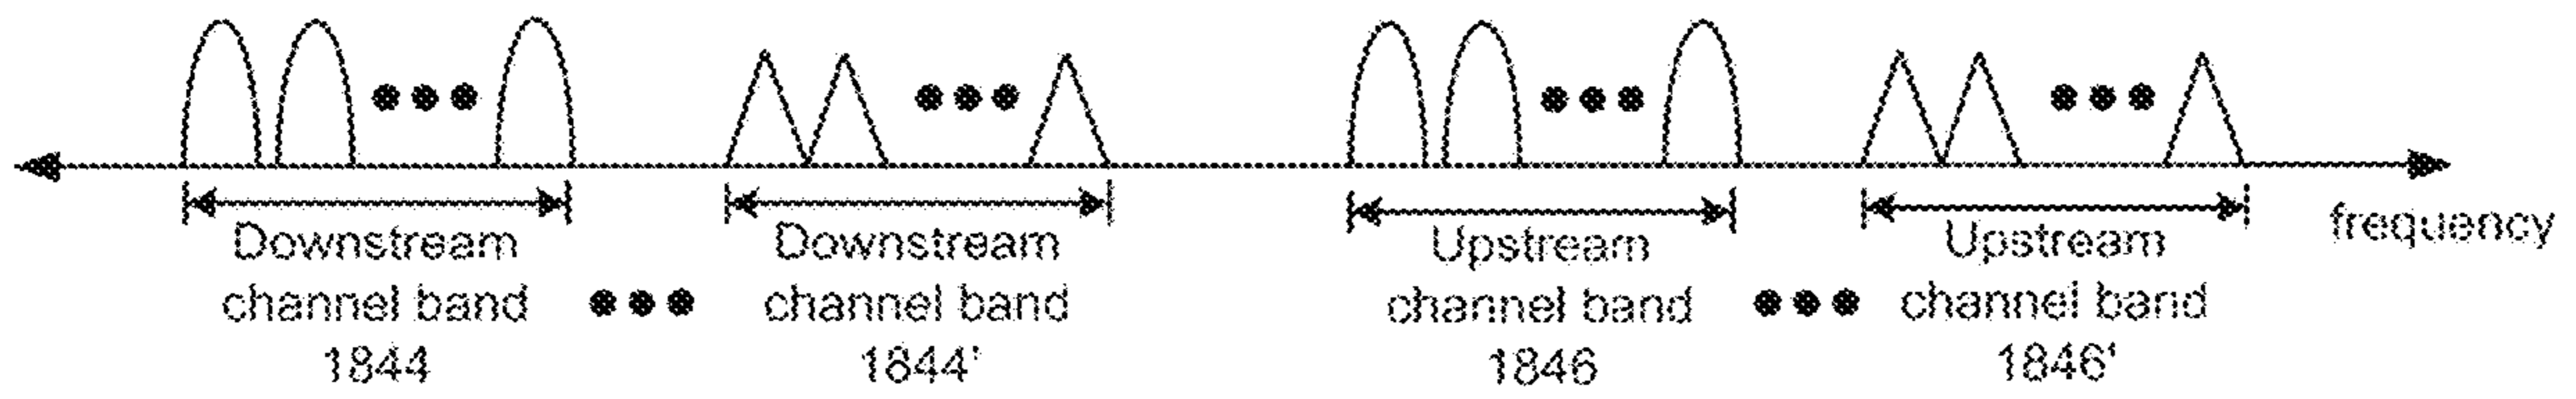 Downstream
channel band
1844
Downstream
channel band
1844'
Upstream
channel band
1846
Upstream
channel band
1846'
frequency